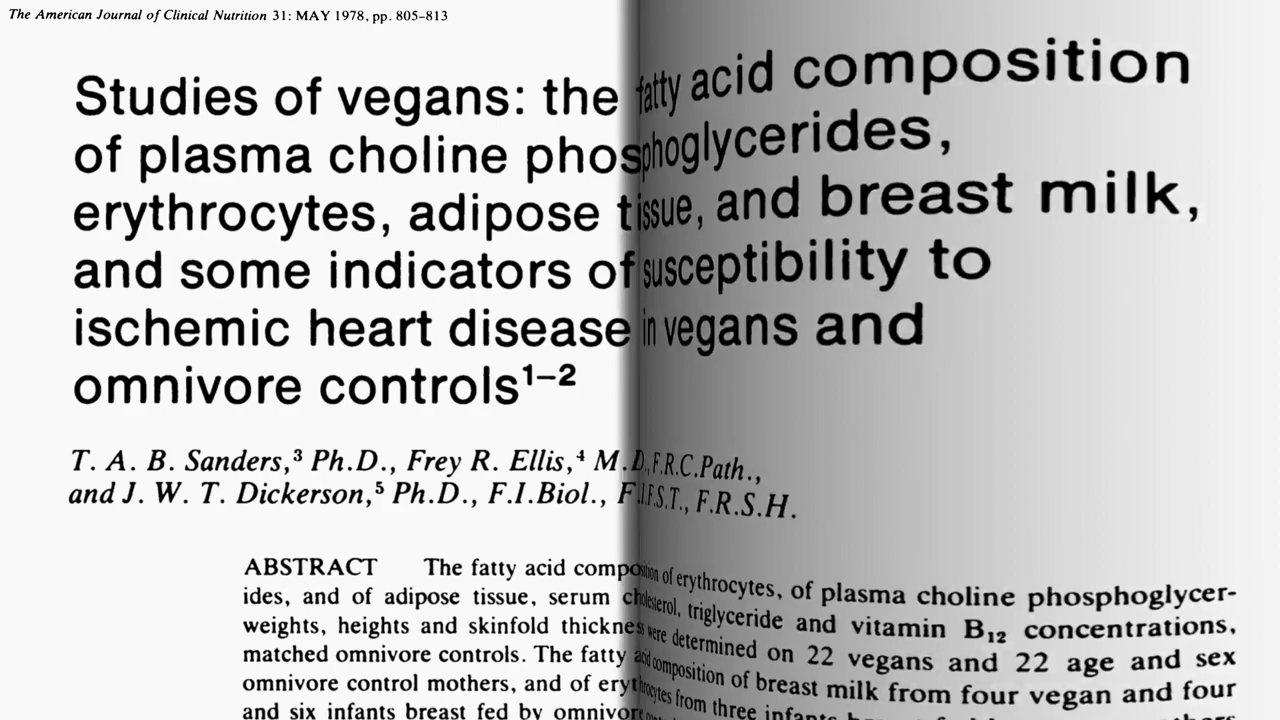 The American Journal of Clinical Nutrition 31: MAY 1978, pp. 805–813
Studies of vegans: the fatty acid composition
of plasma choline phosphoglycerides,
erythrocytes, adipose tissue, and breast milk,
and some indicators of susceptibility to
ischemic heart disease in vegans and
omnivore controls¹⁻²
T. A. B. Sanders,³ Ph.D., Frey R. Ellis,⁴ M.D., F.R.C.Path.,
and J. W. T. Dickerson,⁵ Ph.D., F.I.Biol., F.I.F.S.T., F.R.S.H.
ABSTRACT The fatty acid composition of erythrocytes, of plasma choline phosphoglycer-
ides, and of adipose tissue, serum cholesterol, triglyceride and vitamin B₁₂ concentrations,
weights, heights and skinfold thickness were determined on 22 vegans and 22 age and sex
matched omnivore controls. The fatty acid composition of breast milk from four vegan and four
omnivore control mothers, and of erythrocytes from three infants
and six infants breast fed by omnivore